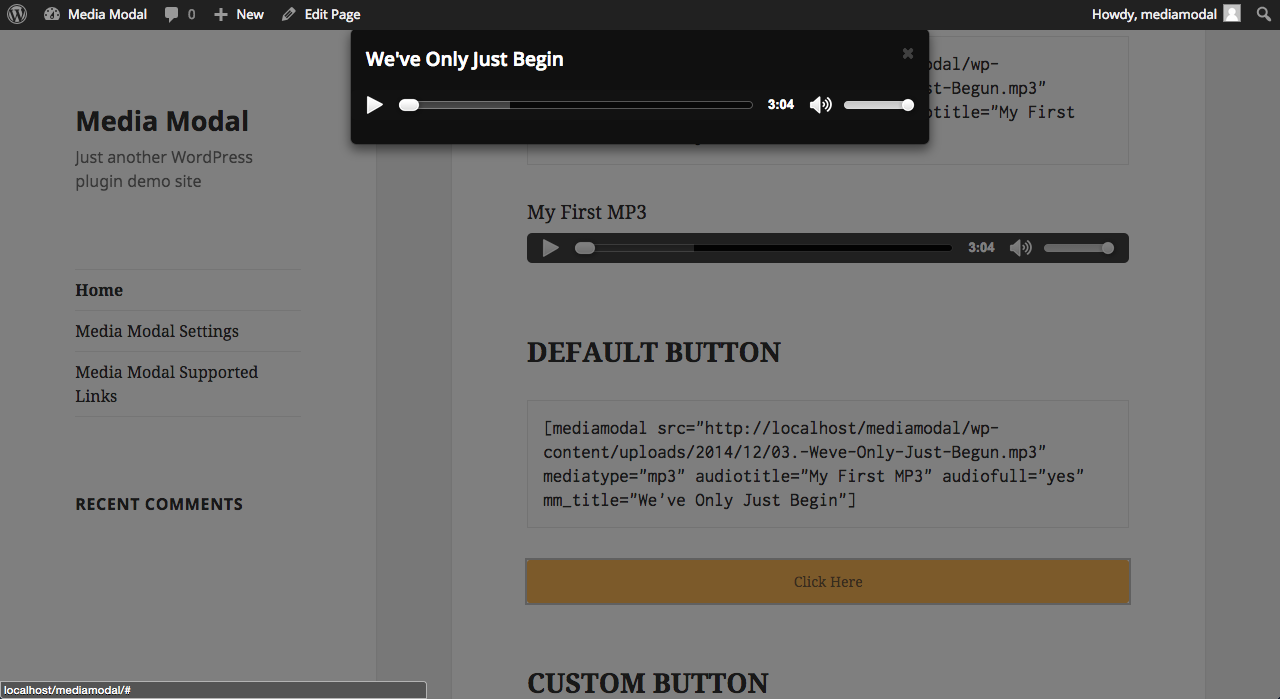 Media Modal 0 New Edit Page Howdy, mediamodal
We've Only Just Begin
3:04
Media Modal
Just another WordPress
plugin demo site
Home
Media Modal Settings
Media Modal Supported
Links
RECENT COMMENTS
odal/wp-
st-Begun.mp3”
otitle=”My First
My First MP3
3:04
DEFAULT BUTTON
[mediamodal src=”http://localhost/mediamodal/wp-
content/uploads/2014/12/03.-Weve-Only-Just-Begun.mp3”
mediatype=”mp3” audiotitle=”My First MP3” audiofull=”yes”
mm_title=”We’ve Only Just Begin”]
Click Here
CUSTOM BUTTON
localhost/mediamodal/#